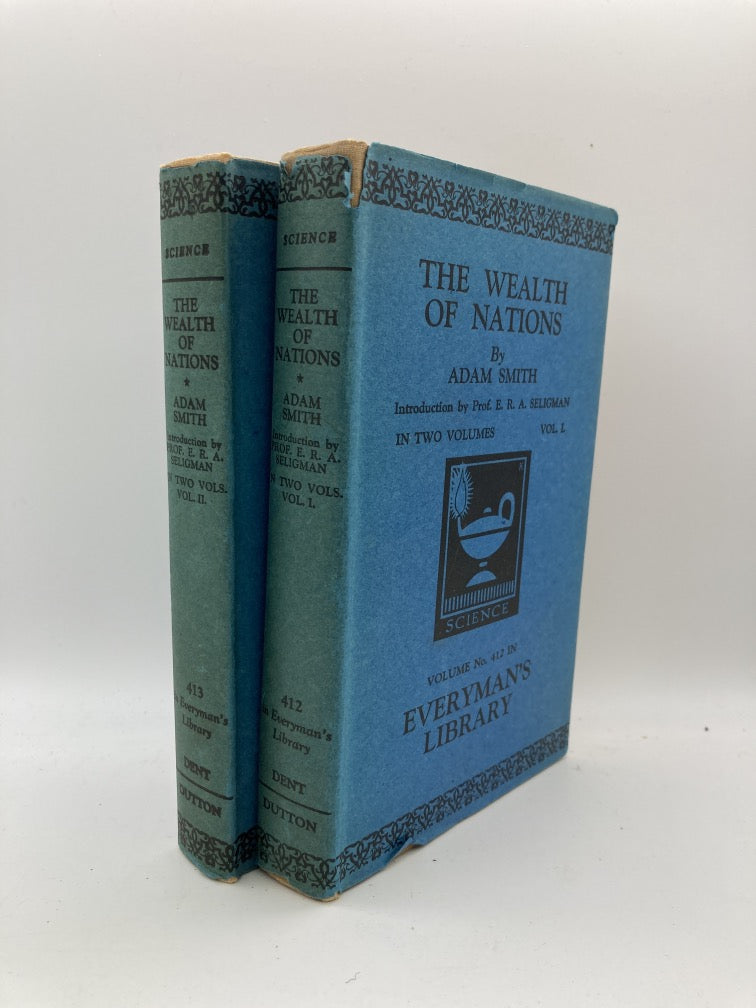 SCIENCE
THE
WEALTH
OF
NATIONS
★
ADAM
SMITH
Introduction by
PROF. E. R. A.
SELIGMAN
IN TWO VOLS.
VOL. II.
413
in Everyman's
Library
DENT
DUTTON
SCIENCE
THE
WEALTH
OF
NATIONS
★
ADAM
SMITH
Introduction by
PROF. E. R. A.
SELIGMAN
IN TWO VOLS.
VOL. I.
412
in Everyman's
Library
DENT
DUTTON
THE WEALTH
OF NATIONS
By
ADAM SMITH
Introduction by Prof. E. R. A. SELIGMAN
IN TWO VOLUMES VOL. I.
SCIENCE
VOLUME No. 412 IN
EVERYMAN'S
LIBRARY